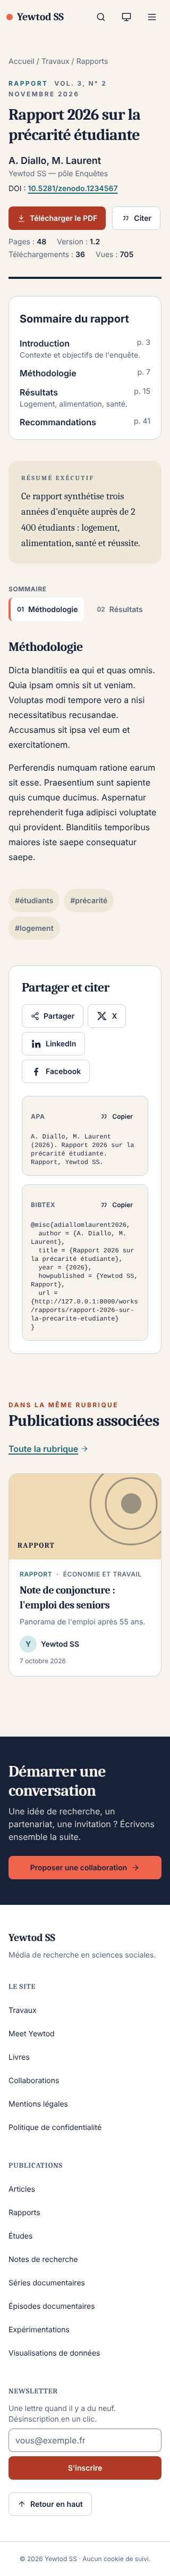 Yewtod SS
Accueil / Travaux / Rapports
RAPPORT VOL. 3, N° 2
NOVEMBRE 2026
Rapport 2026 sur la
précarité étudiante
A. Diallo, M. Laurent
Yewtod SS — pôle Enquêtes
DOI : 10.5281/zenodo.1234567
Télécharger le PDF
Citer
Pages : 48 Version : 1.2
Téléchargements : 36 Vues : 705
Sommaire du rapport
Introduction p. 3
Contexte et objectifs de l'enquête.
Méthodologie p. 7
Résultats p. 15
Logement, alimentation, santé.
Recommandations p. 41
RÉSUMÉ EXÉCUTIF
Ce rapport synthétise trois
années d'enquête auprès de 2
400 étudiants : logement,
alimentation, santé et réussite.
SOMMAIRE
01 Méthodologie
02 Résultats
Méthodologie
Dicta blanditiis ea qui et quas omnis.
Quia ipsam omnis sit ut veniam.
Voluptas modi tempore vero a nisi
necessitatibus recusandae.
Accusamus sit ipsa vel eum et
exercitationem.
Perferendis numquam ratione earum
sit esse. Praesentium sunt sapiente
quis cumque ducimus. Aspernatur
reprehenderit fuga adipisci voluptate
qui provident. Blanditiis temporibus
maiores iste saepe consequatur
saepe.
#étudiants
#précarité
#logement
Partager et citer
Partager
X
LinkedIn
Facebook
APA
Copier
A. Diallo, M. Laurent
(2026). Rapport 2026 sur la
précarité étudiante.
Rapport, Yewtod SS.
BIBTEX
Copier
@misc{adiallomlaurent2026,
author = {A. Diallo, M.
Laurent},
title = {Rapport 2026 sur
la précarité étudiante},
year = {2026},
howpublished = {Yewtod SS,
Rapport},
url =
{http://127.0.0.1:8000/works
/rapports/rapport-2026-sur-
la-precarite-etudiante}
}
DANS LA MÊME RUBRIQUE
Publications associées
Toute la rubrique
RAPPORT
RAPPORT · ÉCONOMIE ET TRAVAIL
Note de conjoncture :
l'emploi des seniors
Panorama de l'emploi après 55 ans.
Y Yewtod SS
7 octobre 2026
Démarrer une
conversation
Une idée de recherche, un
partenariat, une invitation ? Écrivons
ensemble la suite.
Proposer une collaboration
Yewtod SS
Média de recherche en sciences sociales.
LE SITE
Travaux
Meet Yewtod
Livres
Collaborations
Mentions légales
Politique de confidentialité
PUBLICATIONS
Articles
Rapports
Études
Notes de recherche
Séries documentaires
Épisodes documentaires
Expérimentations
Visualisations de données
NEWSLETTER
Une lettre quand il y a du neuf.
Désinscription en un clic.
vous@exemple.fr
S'inscrire
Retour en haut
© 2026 Yewtod SS · Aucun cookie de suivi.